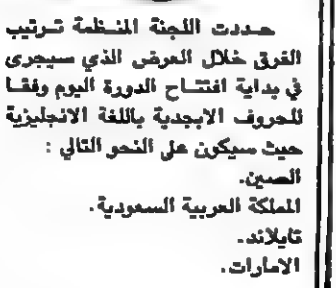 حددت اللجنة المنظمة ترتيب
الفرق خلال العرض الذي سيجرى
في بداية افتتاح الدورة اليوم وفقا
للحروف الابجدية باللغة الانجليزية
حيث سيكون على النحو التالي :
الصين.
المملكة العربية السعودية.
تايلاند.
الامارات.